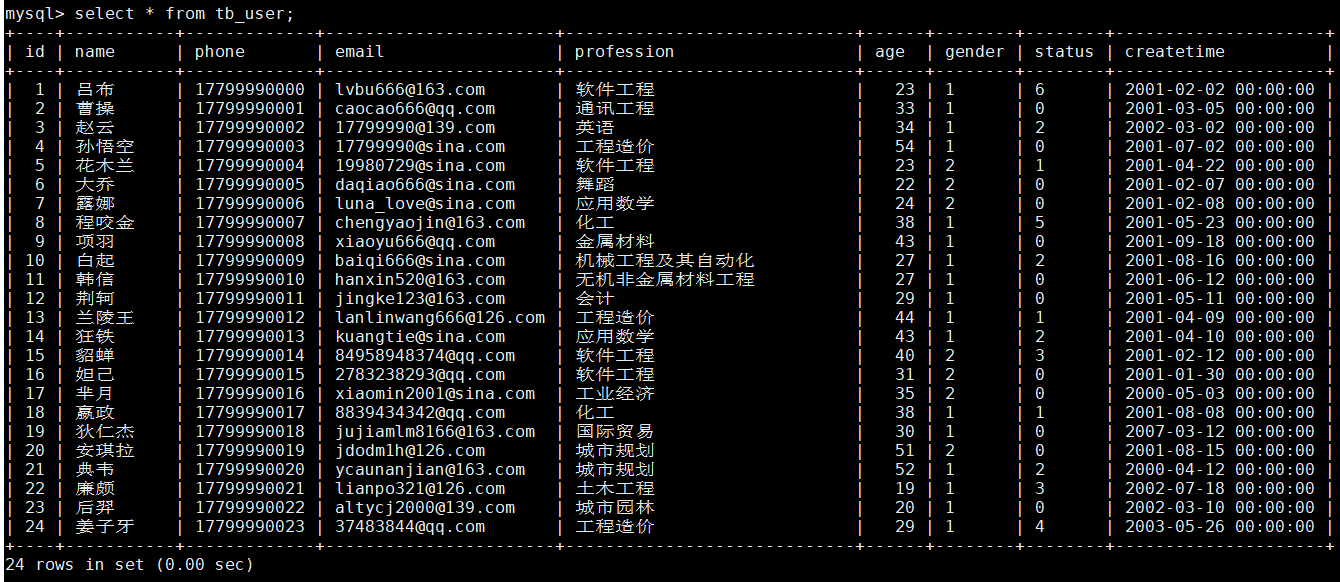 mysql> select * from tb_user;
+----+-----------+-------------+-----------------------+-----------------------------+------+--------+--------+---------------------+
| id | name | phone | email | profession | age | gender | status | createtime |
+----+-----------+-------------+-----------------------+-----------------------------+------+--------+--------+---------------------+
| 1 | 吕布 | 17799990000 | lvbu666@163.com | 软件工程 | 23 | 1 | 6 | 2001-02-02 00:00:00 |
| 2 | 曹操 | 17799990001 | caocao666@qq.com | 通讯工程 | 33 | 1 | 0 | 2001-03-05 00:00:00 |
| 3 | 赵云 | 17799990002 | 17799990@139.com | 英语 | 34 | 1 | 2 | 2002-03-02 00:00:00 |
| 4 | 孙悟空 | 17799990003 | 17799990@sina.com | 工程造价 | 54 | 1 | 0 | 2001-07-02 00:00:00 |
| 5 | 花木兰 | 17799990004 | 19980729@sina.com | 软件工程 | 23 | 2 | 1 | 2001-04-22 00:00:00 |
| 6 | 大乔 | 17799990005 | daqiao666@sina.com | 舞蹈 | 22 | 2 | 0 | 2001-02-07 00:00:00 |
| 7 | 露娜 | 17799990006 | luna_love@sina.com | 应用数学 | 24 | 2 | 0 | 2001-02-08 00:00:00 |
| 8 | 程咬金 | 17799990007 | chengyaojin@163.com | 化工 | 38 | 1 | 5 | 2001-05-23 00:00:00 |
| 9 | 项羽 | 17799990008 | xiaoyu666@qq.com | 金属材料 | 43 | 1 | 0 | 2001-09-18 00:00:00 |
| 10 | 白起 | 17799990009 | baiqi666@sina.com | 机械工程及其自动化 | 27 | 1 | 2 | 2001-08-16 00:00:00 |
| 11 | 韩信 | 17799990010 | hanxin520@163.com | 无机非金属材料工程 | 27 | 1 | 0 | 2001-06-12 00:00:00 |
| 12 | 荆轲 | 17799990011 | jingke123@163.com | 会计 | 29 | 1 | 0 | 2001-05-11 00:00:00 |
| 13 | 兰陵王 | 17799990012 | lanlinwang666@126.com | 工程造价 | 44 | 1 | 1 | 2001-04-09 00:00:00 |
| 14 | 狂铁 | 17799990013 | kuangtie@sina.com | 应用数学 | 43 | 1 | 2 | 2001-04-10 00:00:00 |
| 15 | 貂蝉 | 17799990014 | 84958948374@qq.com | 软件工程 | 40 | 2 | 3 | 2001-02-12 00:00:00 |
| 16 | 妲己 | 17799990015 | 2783238293@qq.com | 软件工程 | 31 | 2 | 0 | 2001-01-30 00:00:00 |
| 17 | 芈月 | 17799990016 | xiaomin2001@sina.com | 工业经济 | 35 | 2 | 0 | 2000-05-03 00:00:00 |
| 18 | 嬴政 | 17799990017 | 8839434342@qq.com | 化工 | 38 | 1 | 1 | 2001-08-08 00:00:00 |
| 19 | 狄仁杰 | 17799990018 | jujiamlm8166@163.com | 国际贸易 | 30 | 1 | 0 | 2007-03-12 00:00:00 |
| 20 | 安琪拉 | 17799990019 | jdodm1h@126.com | 城市规划 | 51 | 2 | 0 | 2001-08-15 00:00:00 |
| 21 | 典韦 | 17799990020 | ycaunanjian@163.com | 城市规划 | 52 | 1 | 2 | 2000-04-12 00:00:00 |
| 22 | 廉颇 | 17799990021 | lianpo321@126.com | 土木工程 | 19 | 1 | 3 | 2002-07-18 00:00:00 |
| 23 | 后羿 | 17799990022 | altycj2000@139.com | 城市园林 | 20 | 1 | 0 | 2002-03-10 00:00:00 |
| 24 | 姜子牙 | 17799990023 | 37483844@qq.com | 工程造价 | 29 | 1 | 4 | 2003-05-26 00:00:00 |
+----+-----------+-------------+-----------------------+-----------------------------+------+--------+--------+---------------------+
24 rows in set (0.00 sec)